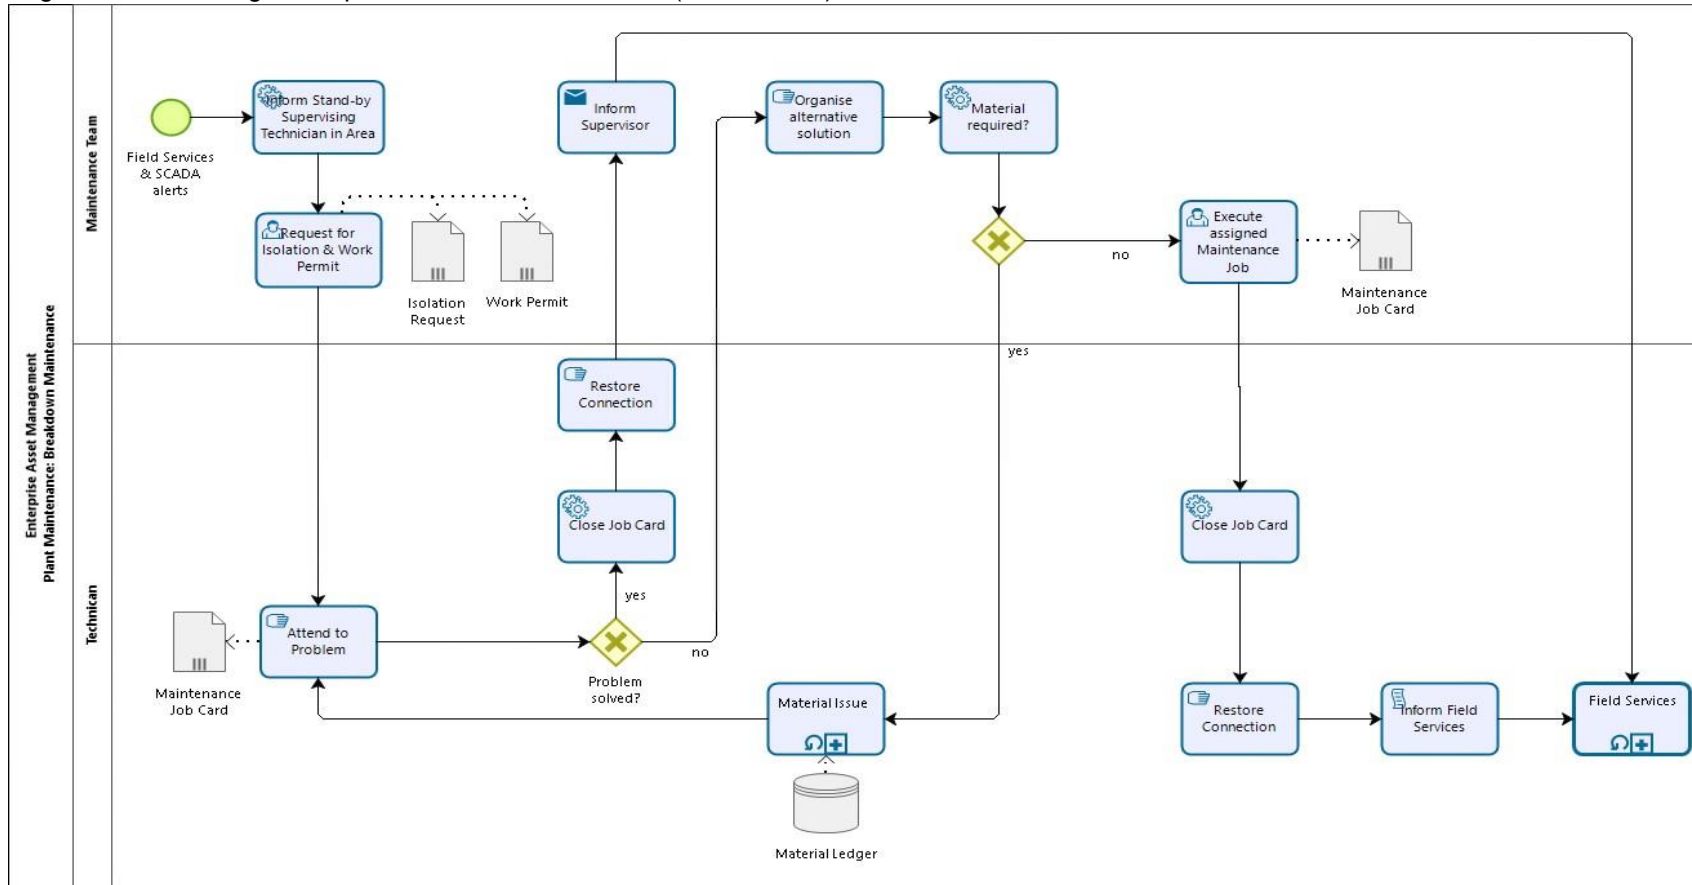 Enterprise Asset Management
Plant Maintenance: Breakdown Maintenance
Maintenance Team
Field Services
& SCADA
alerts
Inform Stand-by
Supervising
Technician in Area
Request for
Isolation & Work
Permit
Isolation
Request
Work Permit
Inform
Supervisor
Organise
alternative
solution
Material
required?
no
yes
Execute
assigned
Maintenance
Job
Maintenance
Job Card
Technican
Maintenance
Job Card
Attend to
Problem
Problem
solved?
yes
no
Close Job Card
Restore
Connection
Material Issue
Material Ledger
Close Job Card
Restore
Connection
Inform Field
Services
Field Services